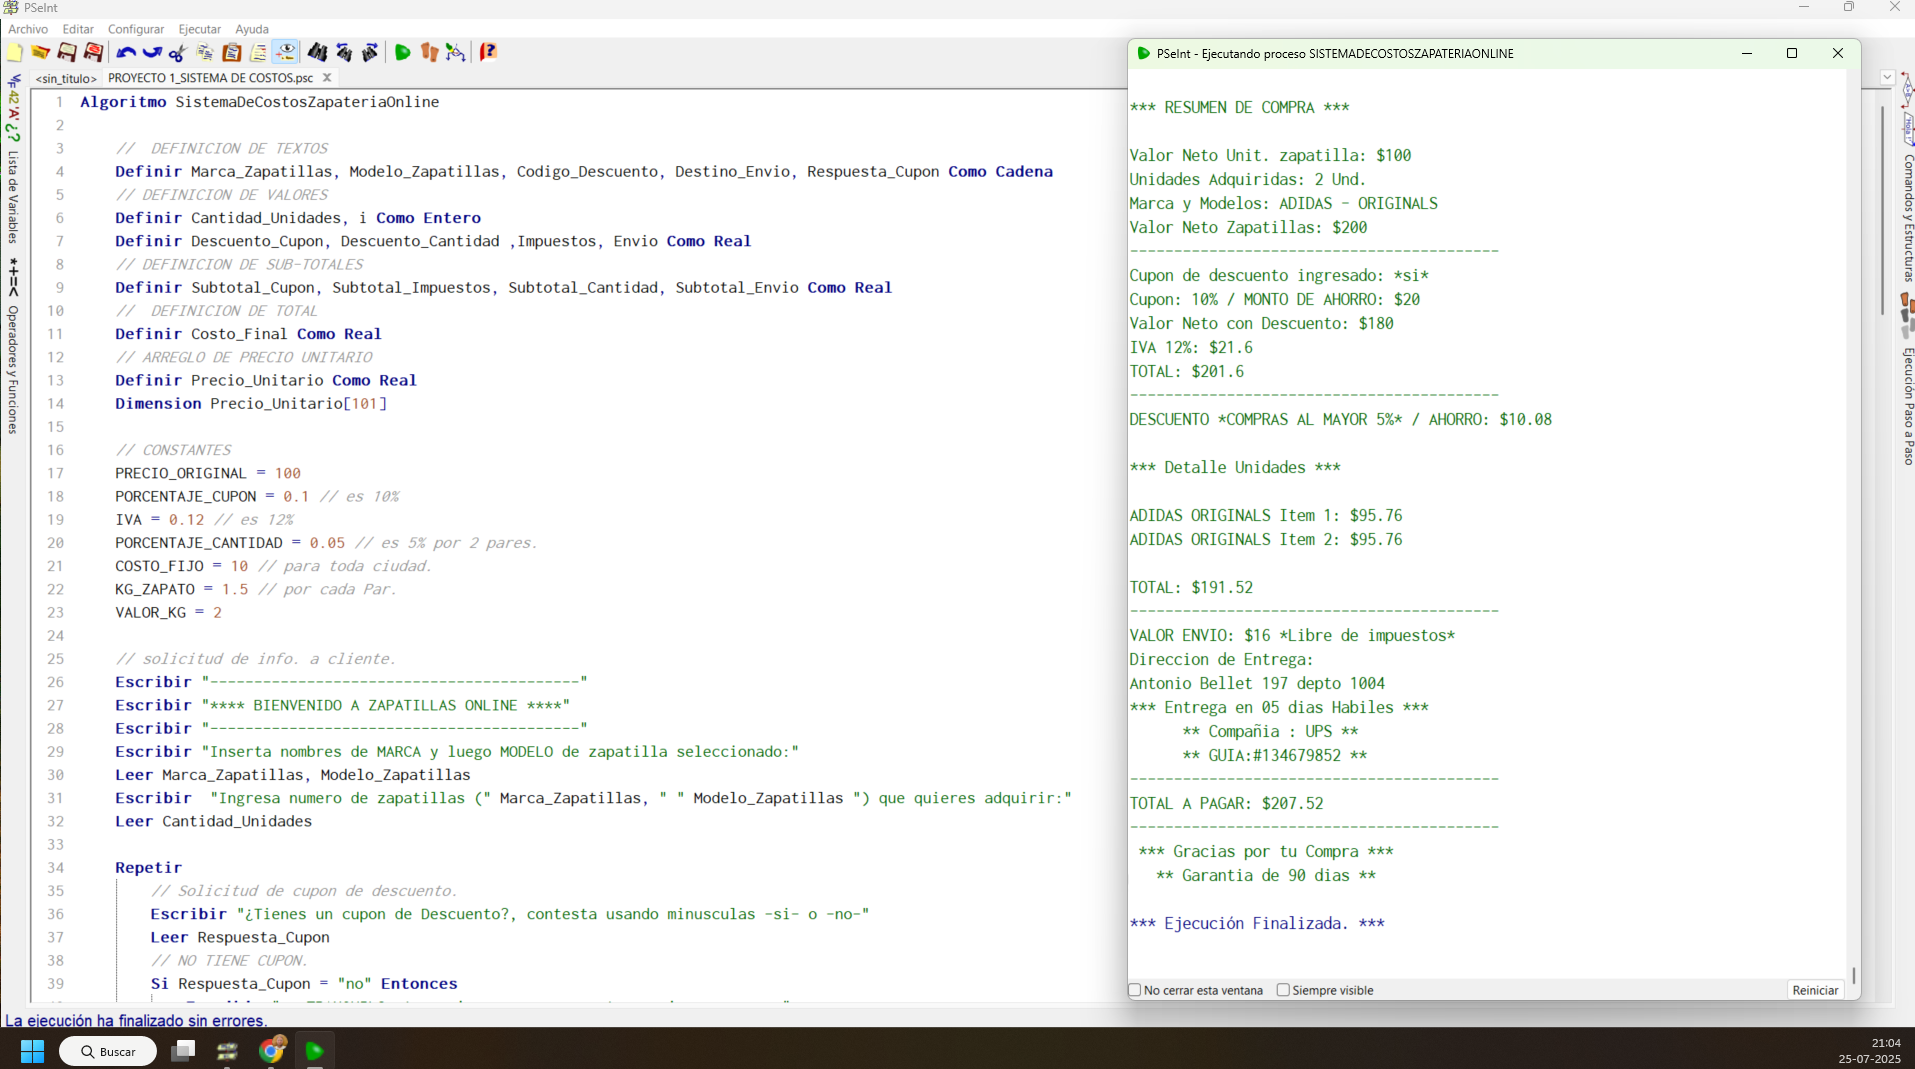 PSeInt
Archivo Editar Configurar Ejecutar Ayuda
<sin_titulo> PROYECTO 1_SISTEMA DE COSTOS.psc
Lista de Variables
Operadores y Funciones
1 Algoritmo SistemaDeCostosZapateriaOnline
2
3 // DEFINICION DE TEXTOS
4 Definir Marca_Zapatillas, Modelo_Zapatillas, Codigo_Descuento, Destino_Envio, Respuesta_Cupon Como Cadena
5 // DEFINICION DE VALORES
6 Definir Cantidad_Unidades, i Como Entero
7 Definir Descuento_Cupon, Descuento_Cantidad ,Impuestos, Envio Como Real
8 // DEFINICION DE SUB-TOTALES
9 Definir Subtotal_Cupon, Subtotal_Impuestos, Subtotal_Cantidad, Subtotal_Envio Como Real
10 // DEFINICION DE TOTAL
11 Definir Costo_Final Como Real
12 // ARREGLO DE PRECIO UNITARIO
13 Definir Precio_Unitario Como Real
14 Dimension Precio_Unitario[101]
15
16 // CONSTANTES
17 PRECIO_ORIGINAL = 100
18 PORCENTAJE_CUPON = 0.1 // es 10%
19 IVA = 0.12 // es 12%
20 PORCENTAJE_CANTIDAD = 0.05 // es 5% por 2 pares.
21 COSTO_FIJO = 10 // para toda ciudad.
22 KG_ZAPATO = 1.5 // por cada Par.
23 VALOR_KG = 2
24
25 // solicitud de info. a cliente.
26 Escribir "------------------------------------------"
27 Escribir "**** BIENVENIDO A ZAPATILLAS ONLINE ****"
28 Escribir "------------------------------------------"
29 Escribir "Inserta nombres de MARCA y luego MODELO de zapatilla seleccionado:"
30 Leer Marca_Zapatillas, Modelo_Zapatillas
31 Escribir "Ingresa numero de zapatillas (" Marca_Zapatillas, " " Modelo_Zapatillas ") que quieres adquirir:"
32 Leer Cantidad_Unidades
33
34 Repetir
35 // Solicitud de cupon de descuento.
36 Escribir "¿Tienes un cupon de Descuento?, contesta usando minusculas -si- o -no-"
37 Leer Respuesta_Cupon
38 // NO TIENE CUPON.
39 Si Respuesta_Cupon = "no" Entonces
La ejecución ha finalizado sin errores.
PSeInt - Ejecutando proceso SISTEMADECOSTOSZAPATERIAONLINE
*** RESUMEN DE COMPRA ***
Valor Neto Unit. zapatilla: $100
Unidades Adquiridas: 2 Und.
Marca y Modelos: ADIDAS - ORIGINALS
Valor Neto Zapatillas: $200
------------------------------------------
Cupon de descuento ingresado: *si*
Cupon: 10% / MONTO DE AHORRO: $20
Valor Neto con Descuento: $180
IVA 12%: $21.6
TOTAL: $201.6
------------------------------------------
DESCUENTO *COMPRAS AL MAYOR 5%* / AHORRO: $10.08
*** Detalle Unidades ***
ADIDAS ORIGINALS Item 1: $95.76
ADIDAS ORIGINALS Item 2: $95.76
TOTAL: $191.52
------------------------------------------
VALOR ENVIO: $16 *Libre de impuestos*
Direccion de Entrega:
Antonio Bellet 197 depto 1004
*** Entrega en 05 dias Habiles ***
** Compañia : UPS **
** GUIA:#134679852 **
------------------------------------------
TOTAL A PAGAR: $207.52
------------------------------------------
*** Gracias por tu Compra ***
** Garantia de 90 dias **
*** Ejecución Finalizada. ***
No cerrar esta ventana Siempre visible Reiniciar
Comandos y Estructuras
Ejecución Paso a Paso
Buscar
21:04
25-07-2025